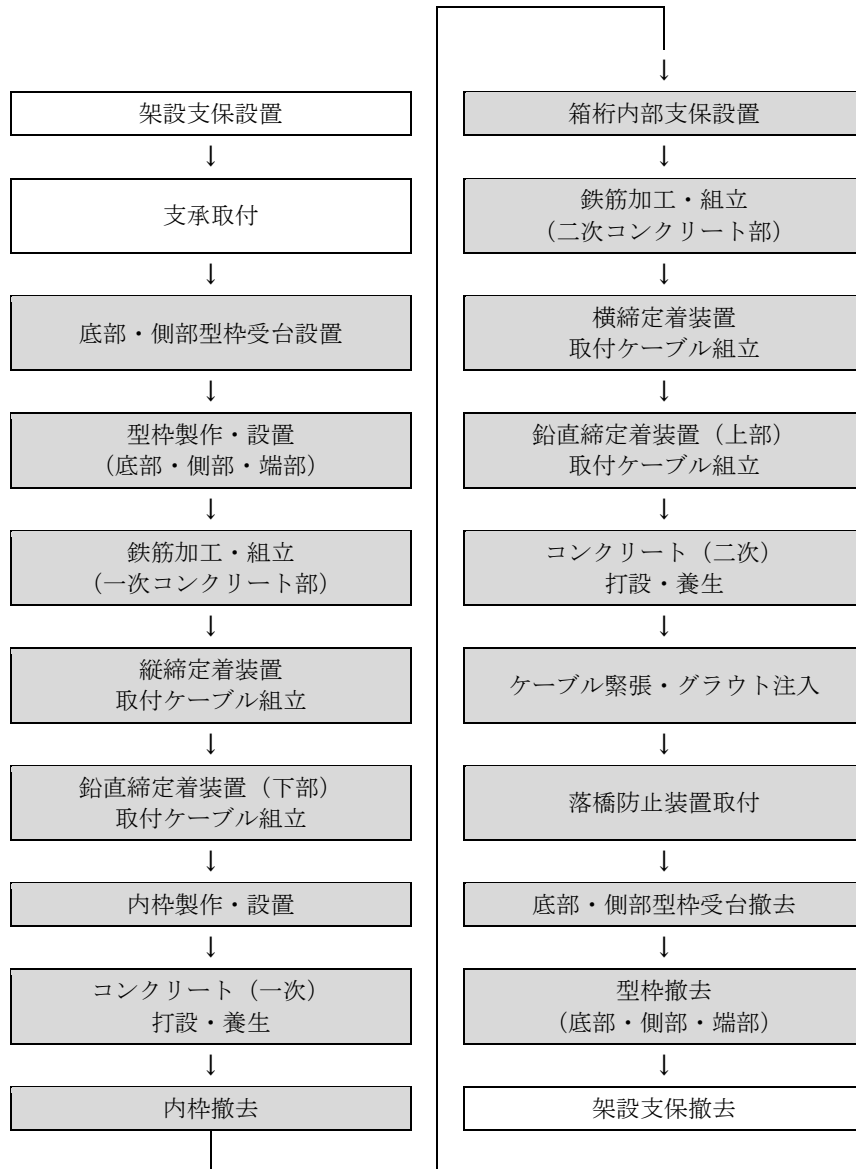 架設支保設置
↓
支承取付
↓
底部・側部型枠受台設置
↓
型枠製作・設置
（底部・側部・端部）
↓
鉄筋加工・組立
（一次コンクリート部）
↓
縦締定着装置
取付ケーブル組立
↓
鉛直締定着装置（下部）
取付ケーブル組立
↓
内枠製作・設置
↓
コンクリート（一次）
打設・養生
↓
内枠撤去
↓
箱桁内部支保設置
↓
鉄筋加工・組立
（二次コンクリート部）
↓
横締定着装置
取付ケーブル組立
↓
鉛直締定着装置（上部）
取付ケーブル組立
↓
コンクリート（二次）
打設・養生
↓
ケーブル緊張・グラウト注入
↓
落橋防止装置取付
↓
底部・側部型枠受台撤去
↓
型枠撤去
（底部・側部・端部）
↓
架設支保撤去